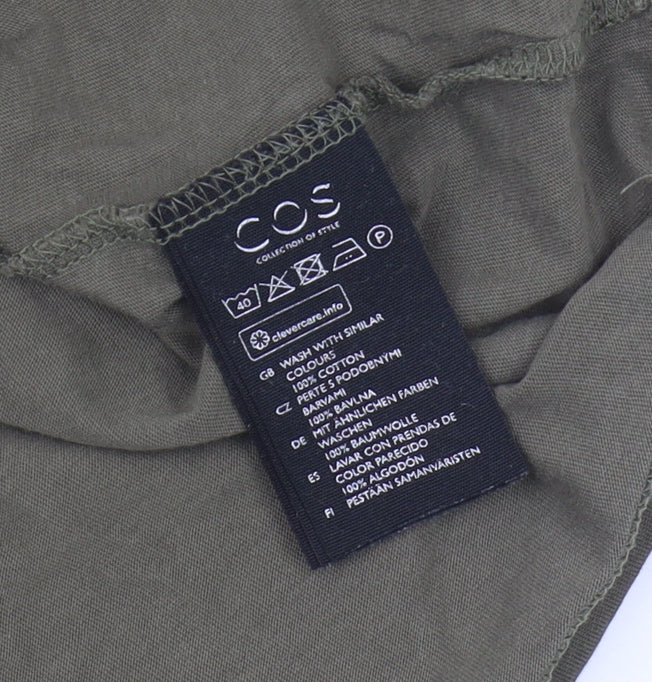 COS
COLLECTION OF STYLE
40
P
clevercare.info
GB WASH WITH SIMILAR
COLOURS
100% COTTON
CZ PERTE S PODOBNYMI
BARVAMI
100% BAVLNA
DE MIT ÄHNLICHEN FARBEN
WASCHEN
100% BAUMWOLLE
ES LAVAR CON PRENDAS DE
COLOR PARECIDO
100% ALGODÓN
FI PESTÄÄN SAMANVÄRISTEN